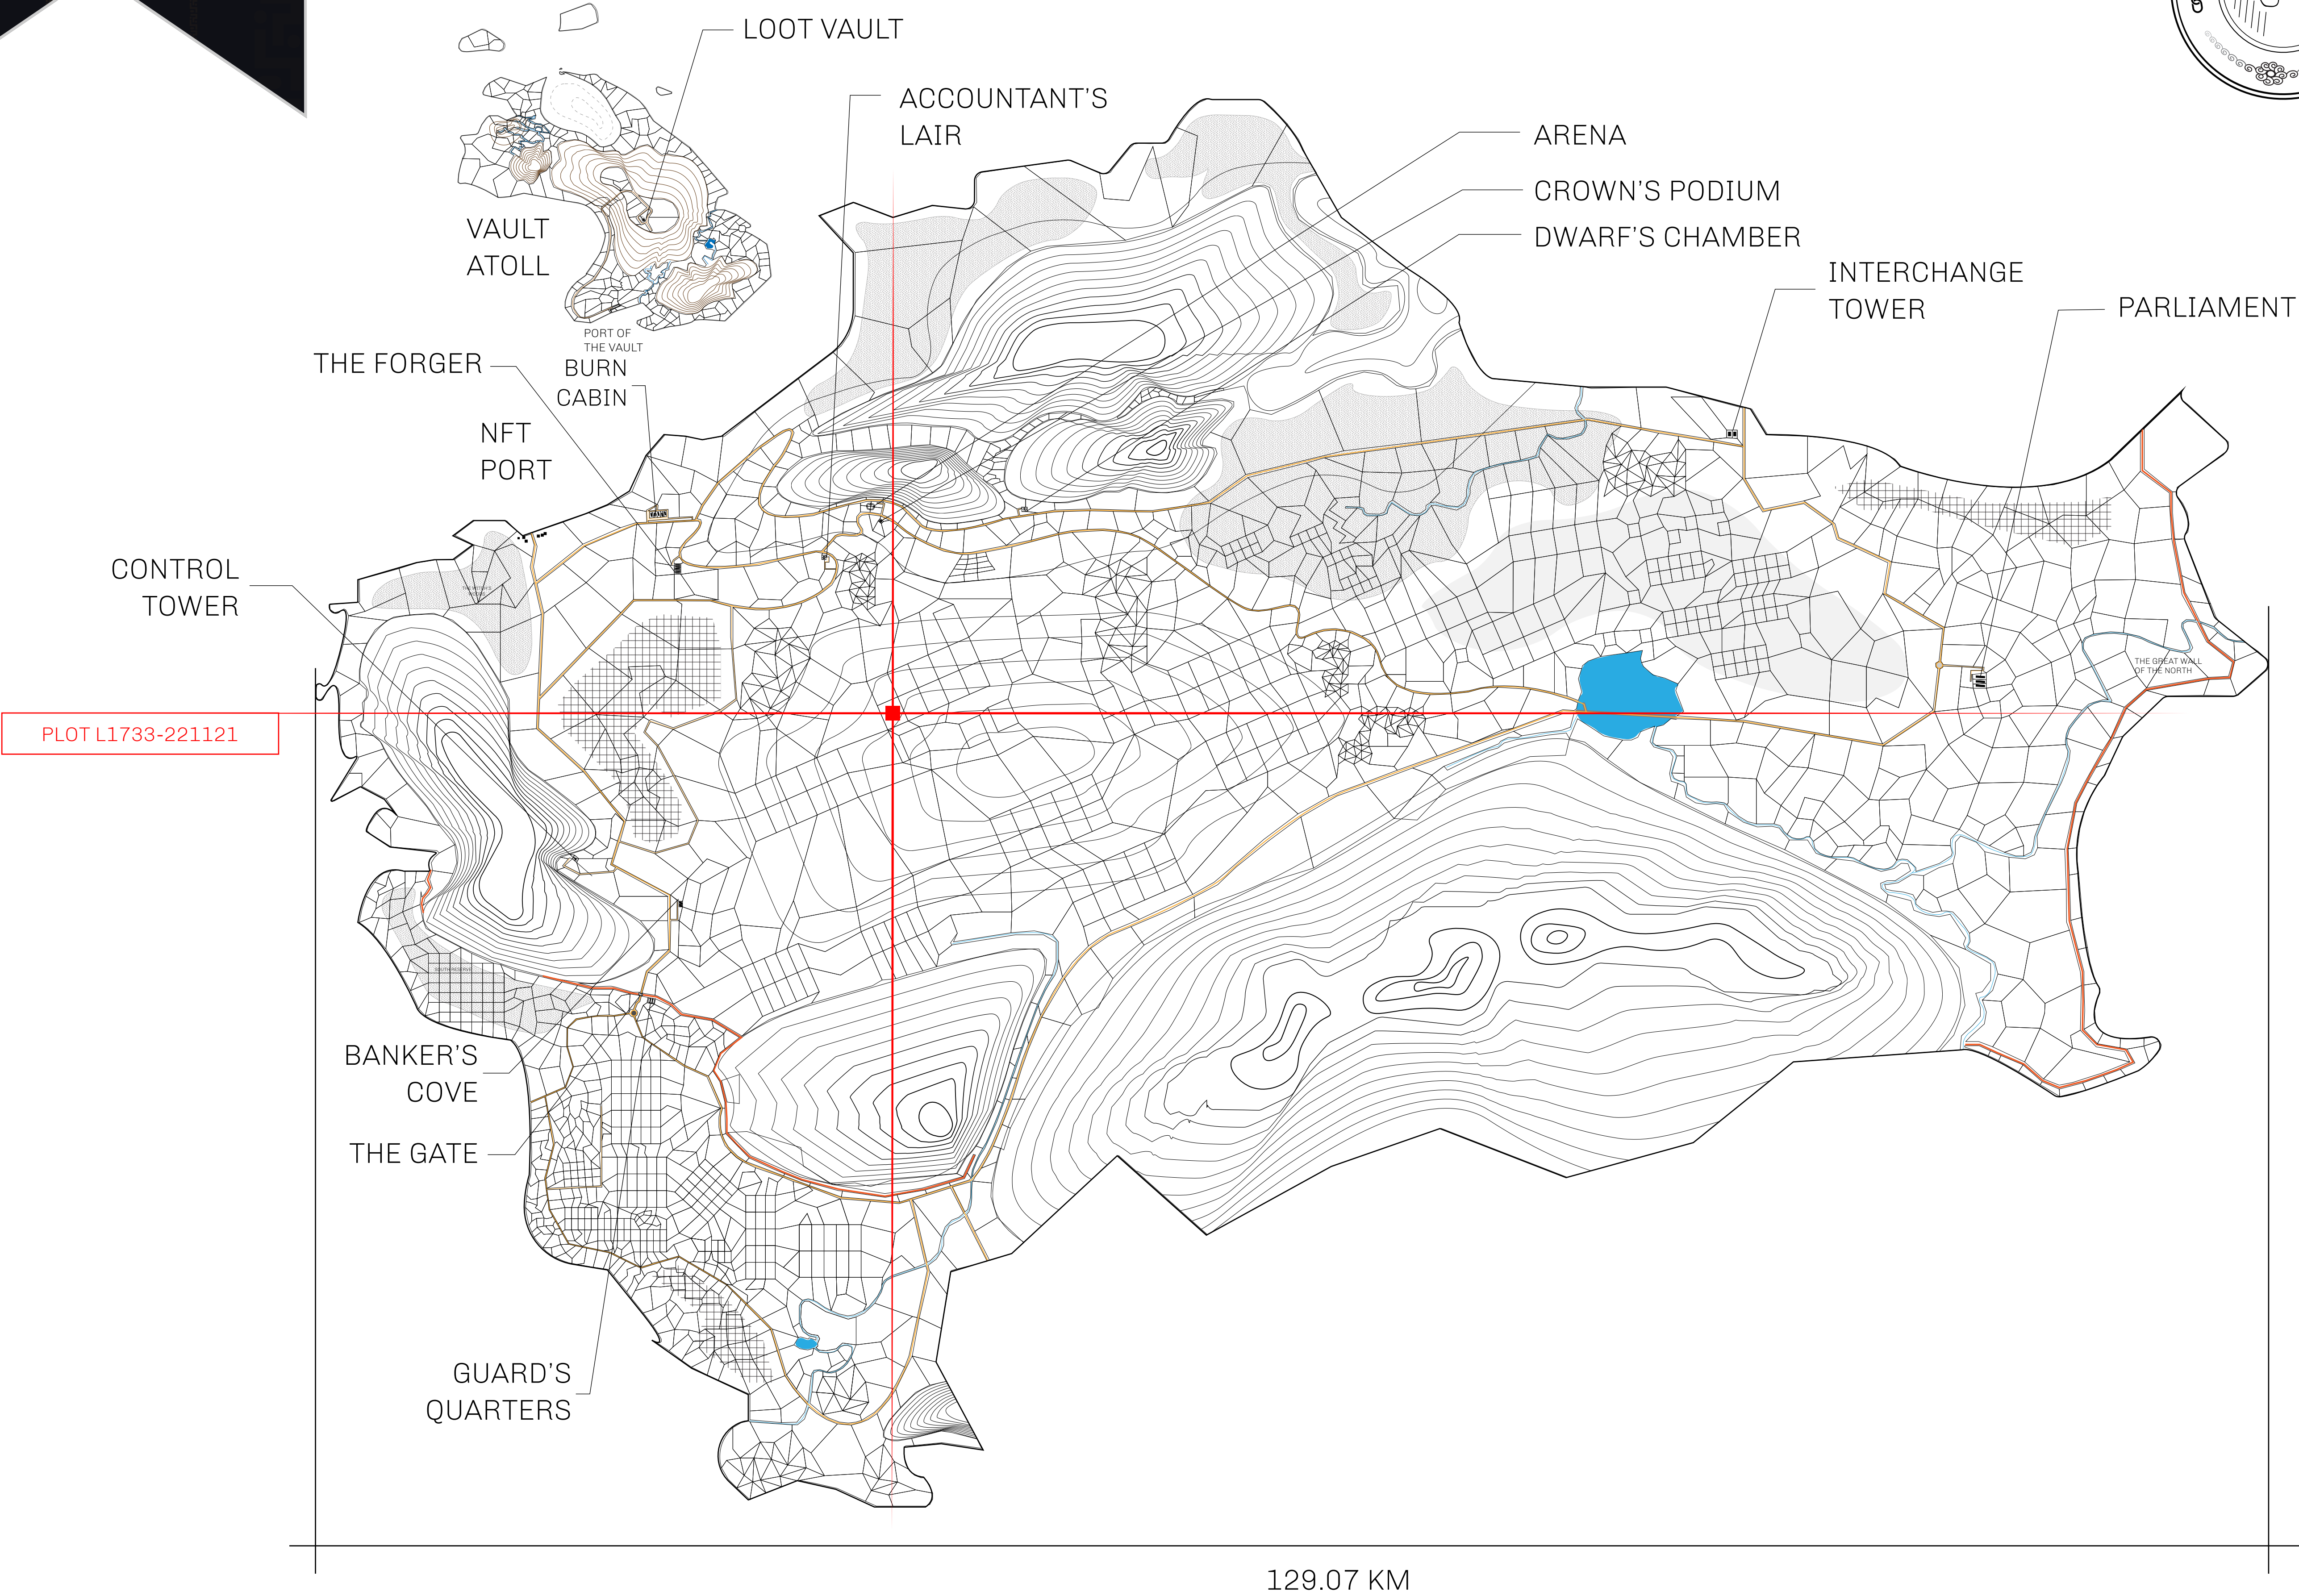 LOOT VAULT
ACCOUNTANT'S
LAIR
ARENA
CROWN'S PODIUM
DWARF'S CHAMBER
INTERCHANGE
TOWER
PARLIAMENT
VAULT
ATOLL
PORT OF
THE VAULT
THE FORGER
BURN
CABIN
NFT
PORT
CONTROL
TOWER
THE GREAT WALL
OF THE NORTH
PLOT L1733-221121
SOUTH RESERVE
BANKER'S
COVE
THE GATE
GUARD'S
QUARTERS
129.07 KM